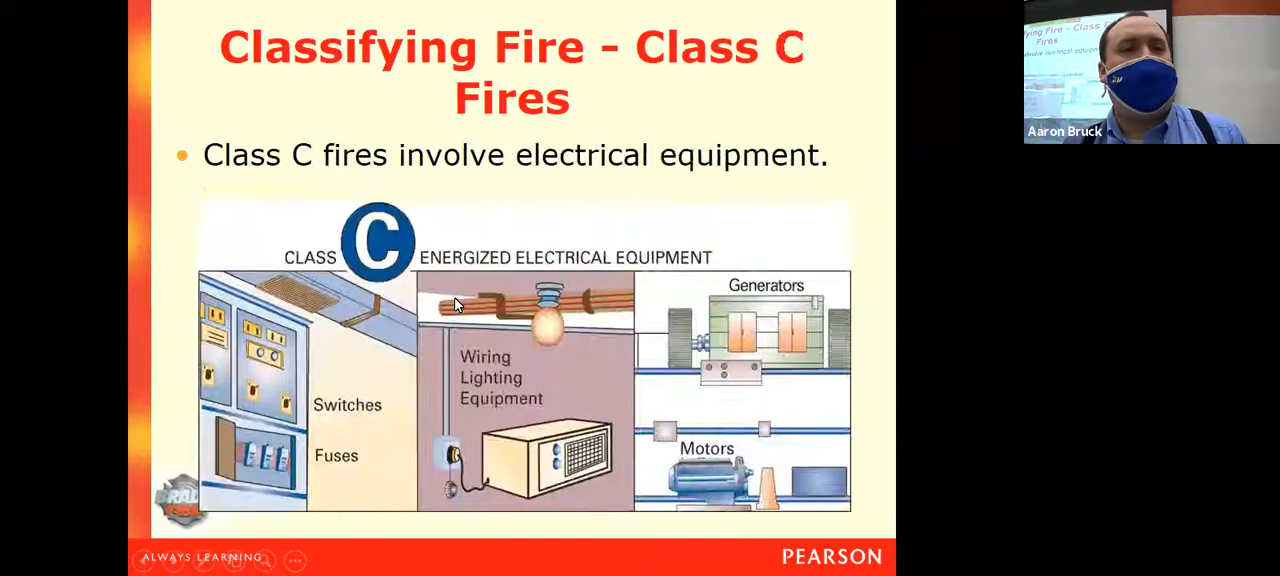 Classifying Fire - Class C
Fires
• Class C fires involve electrical equipment.
CLASS C ENERGIZED ELECTRICAL EQUIPMENT
Switches
Fuses
Wiring
Lighting
Equipment
Generators
Motors
ALWAYS LEARNING
PEARSON
Aaron Bruck